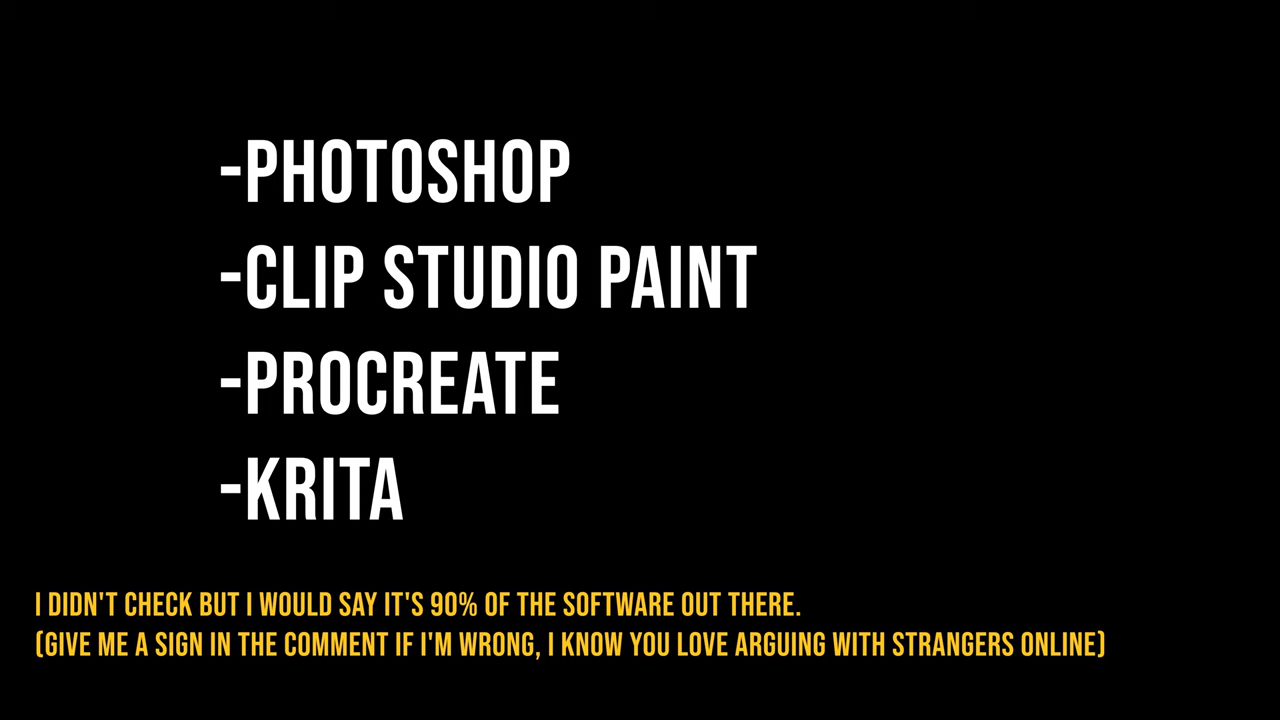 -PHOTOSHOP
-CLIP STUDIO PAINT
-PROCREATE
-KRITA
I DIDN'T CHECK BUT I WOULD SAY IT'S 90% OF THE SOFTWARE OUT THERE.
(GIVE ME A SIGN IN THE COMMENT IF I'M WRONG, I KNOW YOU LOVE ARGUING WITH STRANGERS ONLINE)